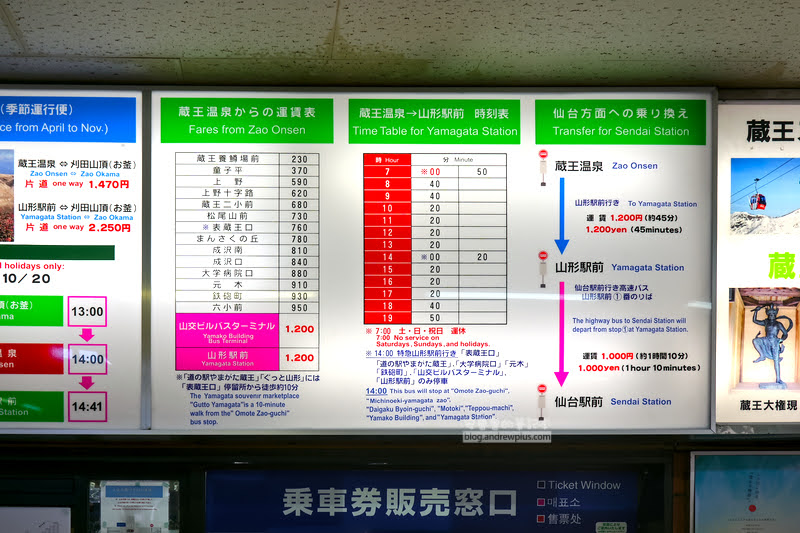 (季節運行便)
ce from April to Nov.)
蔵王温泉 ⇔ 刈田山頂(お釜)
Zao Onsen ⇔ Zao Okama
片道 one way 1,470円
山形駅前 ⇔ 刈田山頂(お釜)
Yamagata Station ⇔ Zao Okama
片道 one way 2,250円
l holidays only:
10/20
頂(お釜)
ama
13:00
温泉
sen
14:00
前
Station
14:41
蔵王温泉からの運賃表
Fares from Zao Onsen
蔵王養鱒場前 230
童子平 370
上野 590
上野十字路 620
蔵王二小前 680
松尾山前 730
※表蔵王口 760
まんさくの丘 780
成沢南 810
成沢口 840
大学病院口 880
元木 910
鉄砲町 930
六小前 950
山交ビルバスターミナル 1,200
Yamako Building
Bus Terminal
山形駅前 1,200
Yamagata Station
※「道の駅やまがた蔵王」「ぐっと山形」には
「表蔵王口」停留所から徒歩約10分
The Yamagata souvenir marketplace
"Gutto Yamagata"is a 10-minute
walk from the" Omote Zao-guchi"
bus stop.
蔵王温泉→山形駅前 時刻表
Time Table for Yamagata Station
時 Hour 分 Minute
7 ※00 50
8 40
9 40
10 20
11 20
12 20
13 20
14 ※00 20
15 20
16 20
17 20
18 20
19 50
※ 7:00 土・日・祝日 運休
7:00 No service on
Saturdays, Sundays, and holidays.
※ 14:00 特急山形駅前行き「表蔵王口」
「道の駅やまがた蔵王」、「大学病院口」「元木」
「鉄砲町」、「山交ビルバスターミナル」、
「山形駅前」のみ停車
14:00 This bus will stop at "Omote Zao-guchi",
"Michinoeki-yamagata zao",
"Daigaku Byoin-guchi", "Motoki","Teppou-machi",
"Yamako Building", and"Yamagata Station".
仙台方面への乗り換え
Transfer for Sendai Station
蔵王温泉 Zao Onsen
山形駅前行き To Yamagata Station
運賃 1,200円(約45分)
1,200yen (45minutes)
山形駅前 Yamagata Station
仙台駅前行き高速バス
山形駅前①番のりば
The highway bus to Sendai Station will
depart from stop①at Yamagata Station.
運賃 1,000円(約1時間10分)
1,000yen (1hour 10minutes)
仙台駅前 Sendai Station
blog.andrewplus.com
蔵王
蔵
蔵王大権現
乗車券販売窓口
Ticket Window
매표소
售票处